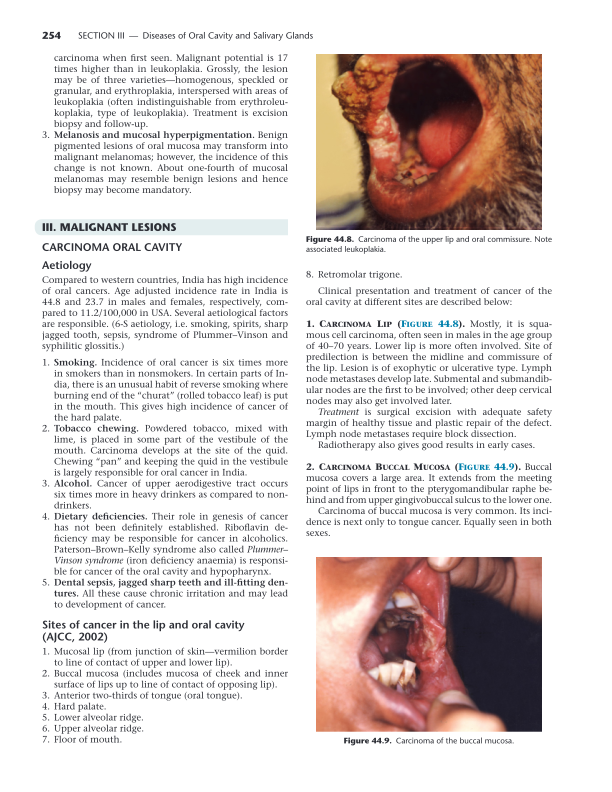 254 SECTION III — Diseases of Oral Cavity and Salivary Glands
carcinoma when first seen. Malignant potential is 17
times higher than in leukoplakia. Grossly, the lesion
may be of three varieties—homogenous, speckled or
granular, and erythroplakia, interspersed with areas of
leukoplakia (often indistinguishable from erythroleu-
koplakia, type of leukoplakia). Treatment is excision
biopsy and follow-up.
3. Melanosis and mucosal hyperpigmentation. Benign
pigmented lesions of oral mucosa may transform into
malignant melanomas; however, the incidence of this
change is not known. About one-fourth of mucosal
melanomas may resemble benign lesions and hence
biopsy may become mandatory.
III. MALIGNANT LESIONS
CARCINOMA ORAL CAVITY
Aetiology
Compared to western countries, India has high incidence
of oral cancers. Age adjusted incidence rate in India is
44.8 and 23.7 in males and females, respectively, com-
pared to 11.2/100,000 in USA. Several aetiological factors
are responsible. (6-S aetiology, i.e. smoking, spirits, sharp
jagged tooth, sepsis, syndrome of Plummer–Vinson and
syphilitic glossitis.)
1. Smoking. Incidence of oral cancer is six times more
in smokers than in nonsmokers. In certain parts of In-
dia, there is an unusual habit of reverse smoking where
burning end of the “churat” (rolled tobacco leaf) is put
in the mouth. This gives high incidence of cancer of
the hard palate.
2. Tobacco chewing. Powdered tobacco, mixed with
lime, is placed in some part of the vestibule of the
mouth. Carcinoma develops at the site of the quid.
Chewing “pan” and keeping the quid in the vestibule
is largely responsible for oral cancer in India.
3. Alcohol. Cancer of upper aerodigestive tract occurs
six times more in heavy drinkers as compared to non-
drinkers.
4. Dietary deficiencies. Their role in genesis of cancer
has not been definitely established. Riboflavin de-
ficiency may be responsible for cancer in alcoholics.
Paterson–Brown–Kelly syndrome also called Plummer–
Vinson syndrome (iron deficiency anaemia) is responsi-
ble for cancer of the oral cavity and hypopharynx.
5. Dental sepsis, jagged sharp teeth and ill-fitting den-
tures. All these cause chronic irritation and may lead
to development of cancer.
Sites of cancer in the lip and oral cavity
(AJCC, 2002)
1. Mucosal lip (from junction of skin—vermilion border
to line of contact of upper and lower lip).
2. Buccal mucosa (includes mucosa of cheek and inner
surface of lips up to line of contact of opposing lip).
3. Anterior two-thirds of tongue (oral tongue).
4. Hard palate.
5. Lower alveolar ridge.
6. Upper alveolar ridge.
7. Floor of mouth.
Figure 44.8. Carcinoma of the upper lip and oral commissure. Note
associated leukoplakia.
8. Retromolar trigone.
Clinical presentation and treatment of cancer of the
oral cavity at different sites are described below:
1. CARCINOMA LIP (FIGURE 44.8). Mostly, it is squa-
mous cell carcinoma, often seen in males in the age group
of 40–70 years. Lower lip is more often involved. Site of
predilection is between the midline and commissure of
the lip. Lesion is of exophytic or ulcerative type. Lymph
node metastases develop late. Submental and submandib-
ular nodes are the first to be involved; other deep cervical
nodes may also get involved later.
Treatment is surgical excision with adequate safety
margin of healthy tissue and plastic repair of the defect.
Lymph node metastases require block dissection.
Radiotherapy also gives good results in early cases.
2. CARCINOMA BUCCAL MUCOSA (FIGURE 44.9). Buccal
mucosa covers a large area. It extends from the meeting
point of lips in front to the pterygomandibular raphe be-
hind and from upper gingivobuccal sulcus to the lower one.
Carcinoma of buccal mucosa is very common. Its inci-
dence is next only to tongue cancer. Equally seen in both
sexes.
Figure 44.9. Carcinoma of the buccal mucosa.